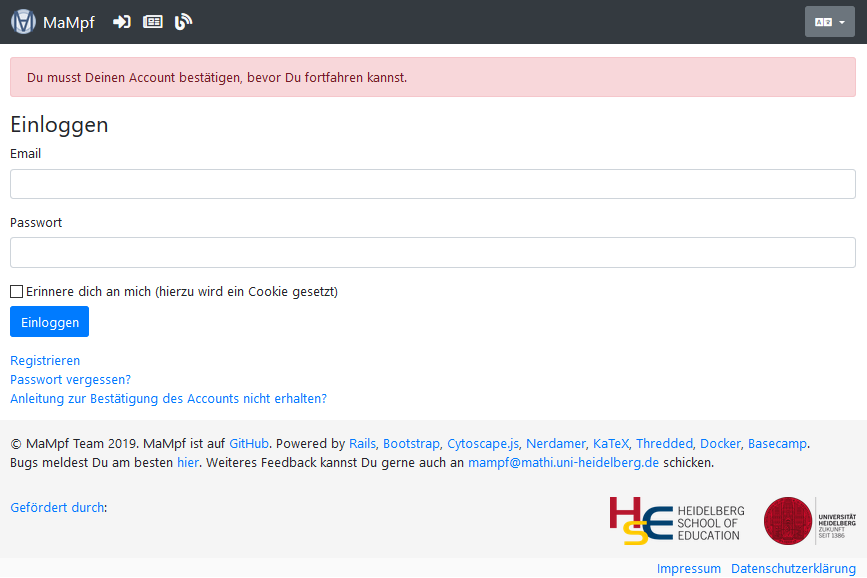 MaMpf
Du musst Deinen Account bestätigen, bevor Du fortfahren kannst.
Einloggen
Email
Passwort
Erinnere dich an mich (hierzu wird ein Cookie gesetzt)
Einloggen
Registrieren
Passwort vergessen?
Anleitung zur Bestätigung des Accounts nicht erhalten?
© MaMpf Team 2019. MaMpf ist auf GitHub. Powered by Rails, Bootstrap, Cytoscape.js, Nerdamer, KaTeX, Thredded, Docker, Basecamp.
Bugs meldest Du am besten hier. Weiteres Feedback kannst Du gerne auch an mampf@mathi.uni-heidelberg.de schicken.
Gefördert durch:
HSE
HEIDELBERG
SCHOOL OF
EDUCATION
UNIVERSITÄT
HEIDELBERG
ZUKUNFT
SEIT 1386
Impressum Datenschutzerklärung